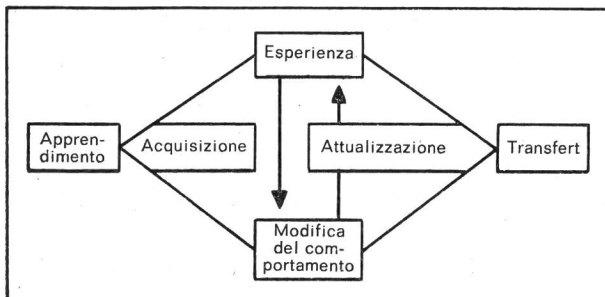 Esperienza
Appren-
dimento
Acquisizione
Attualizzazione
Transfert
Modifica
del com-
portamento